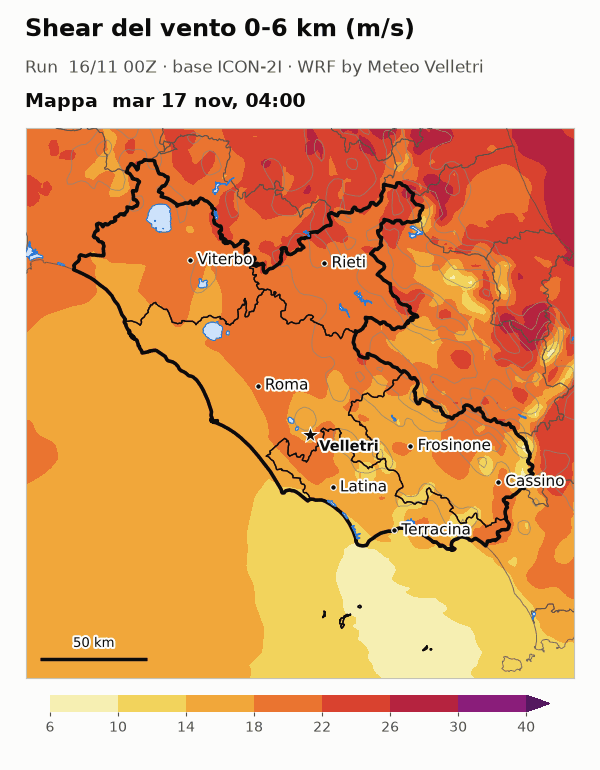 Shear del vento 0-6 km (m/s)
Run  16/11 00Z · base ICON-2I · WRF by Meteo Velletri
Mappa  mar 17 nov, 04:00
Viterbo
Rieti
Roma
Velletri
Frosinone
Cassino
Latina
Terracina
50 km
6 10 14 18 22 26 30 40